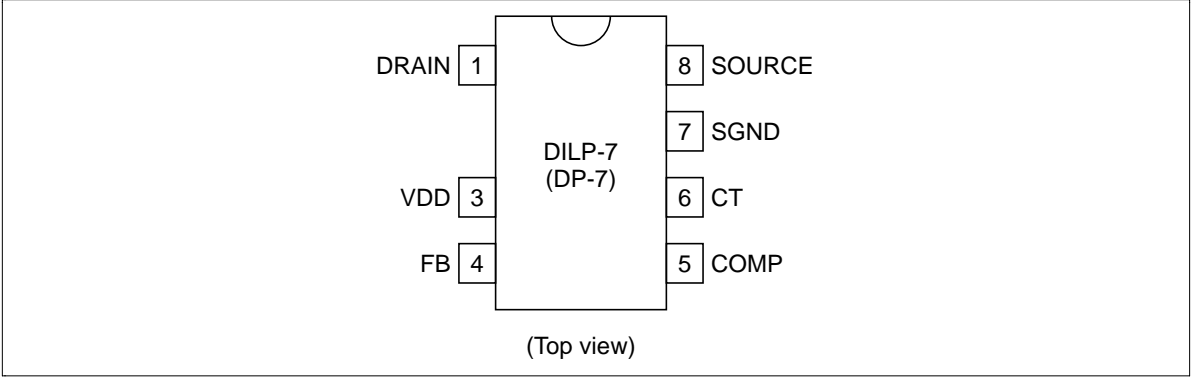 DRAIN 1 8 SOURCE
7 SGND
DILP-7
(DP-7)
VDD 3 6 CT
FB 4 5 COMP
(Top view)